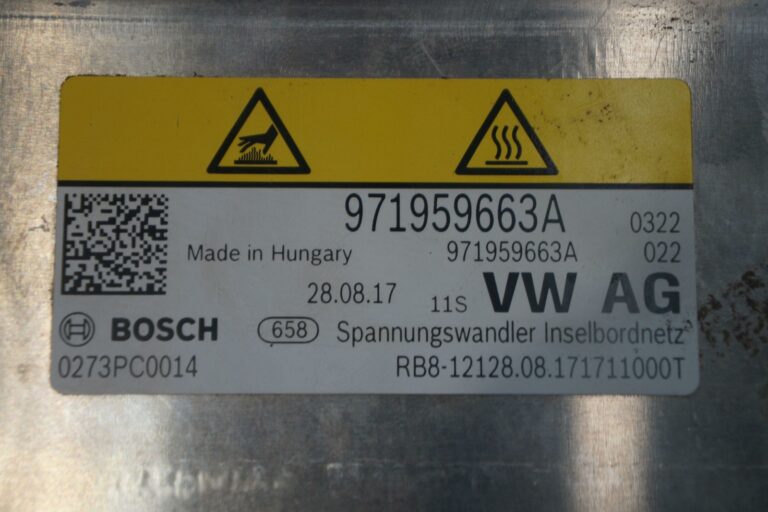 971959663A 0322
Made in Hungary 971959663A 022
28.08.17 11S VW AG
BOSCH 658 Spannungswandler Inselbordnetz
0273PC0014 RB8-12128.08.171711000T